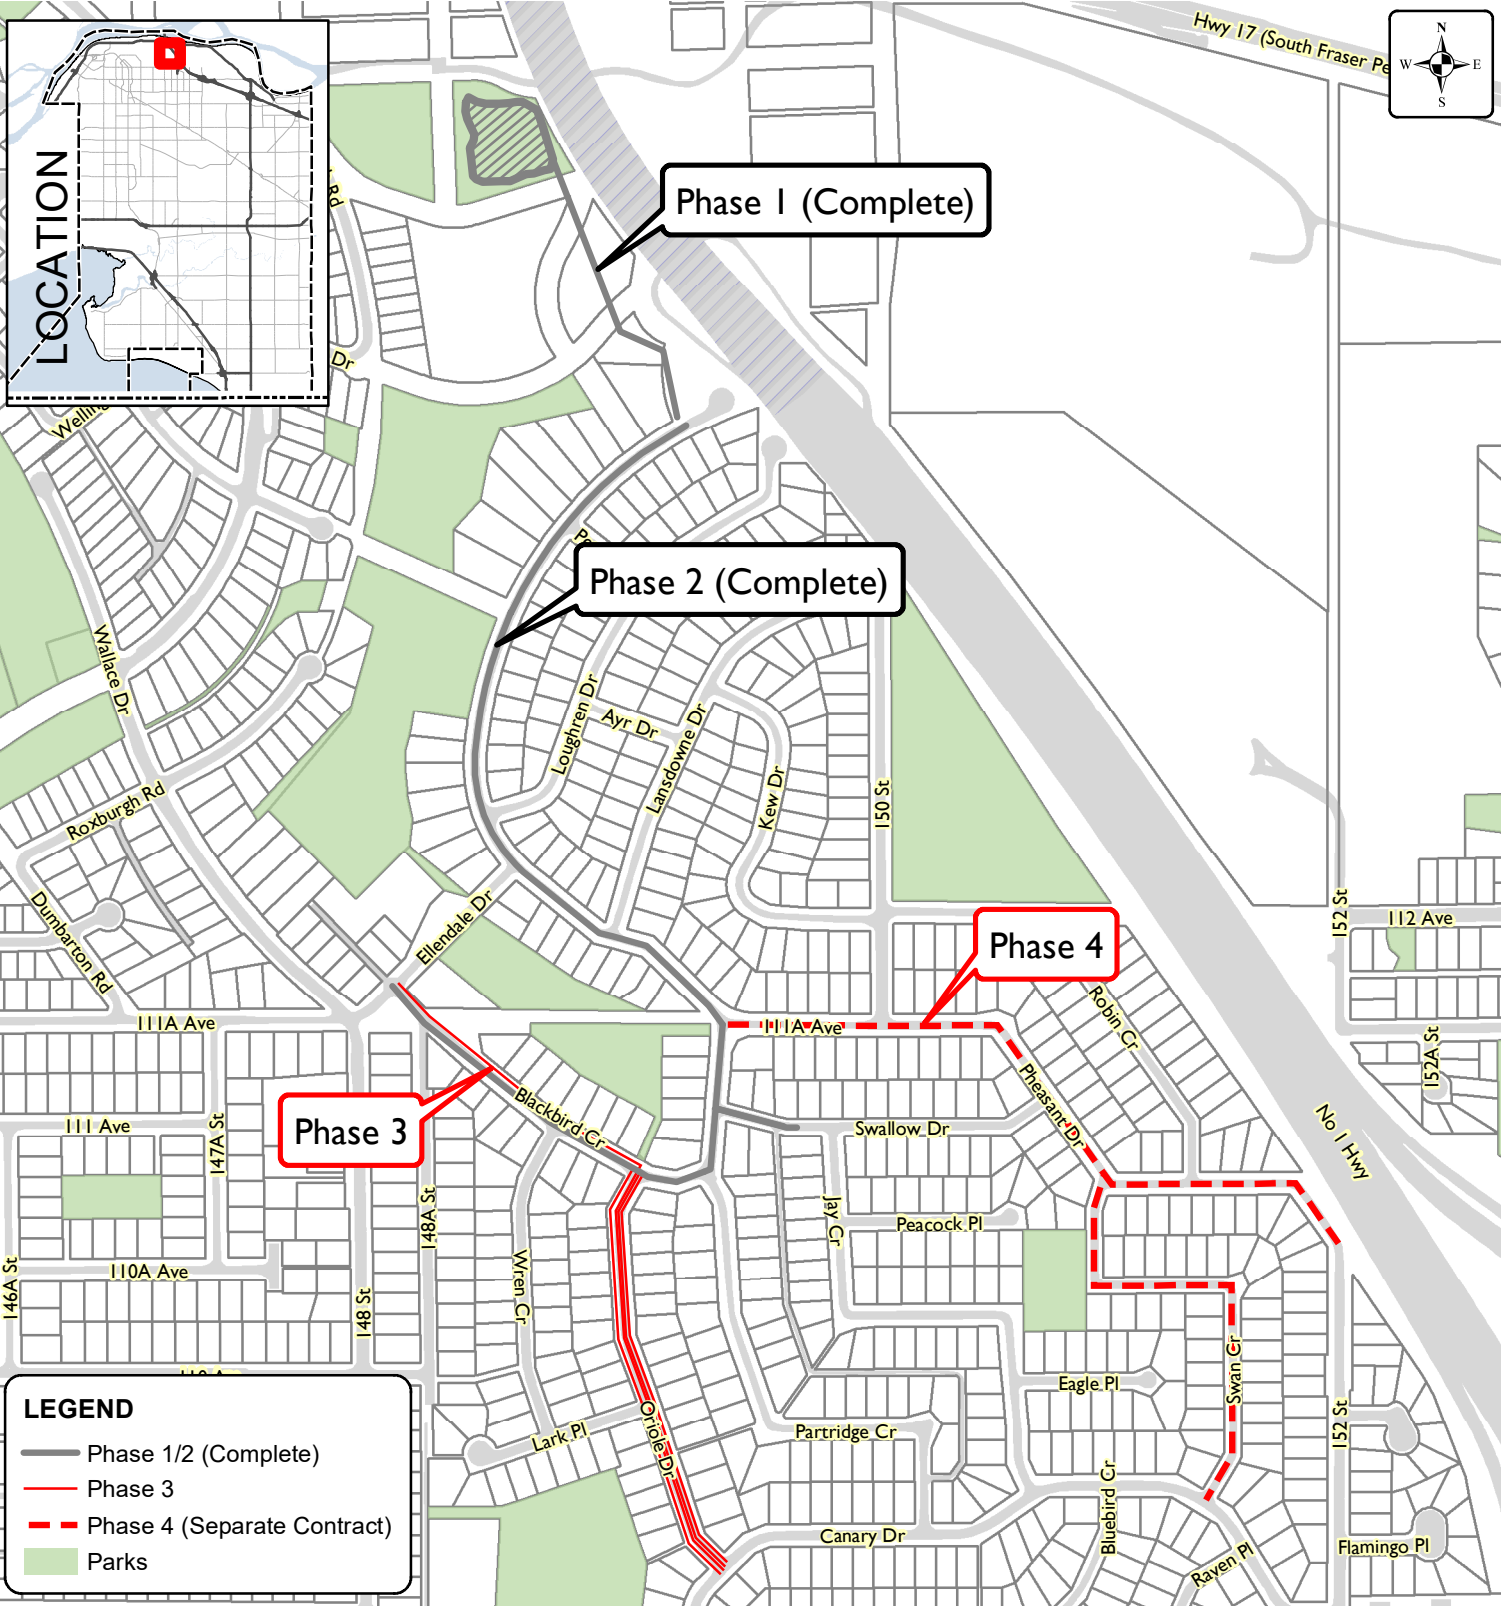 Hwy 17 (South Fraser Pe
N
W
E
S
LOCATION
Rd
Dr
Phase 1 (Complete)
Phase 2 (Complete)
Wallace Dr
Loughren Dr
Ayr Dr
Lansdowne Dr
Kew Dr
150 St
Roxburgh Rd
Dumbarton Rd
Ellendale Dr
152 St
112 Ave
Phase 4
Robin Cr
111A Ave
111A Ave
152A St
Pheasant Dr
Blackbird Cr
Phase 3
111 Ave
147A St
Swallow Dr
No 1 Hwy
148A St
Jay Cr
Peacock Pl
Wren Cr
110A Ave
146A St
148 St
Swan Cr
Eagle Pl
Oriole Dr
Lark Pl
Partridge Cr
152 St
Bluebird Cr
Canary Dr
Raven Pl
Flamingo Pl
LEGEND
Phase 1/2 (Complete)
Phase 3
Phase 4 (Separate Contract)
Parks